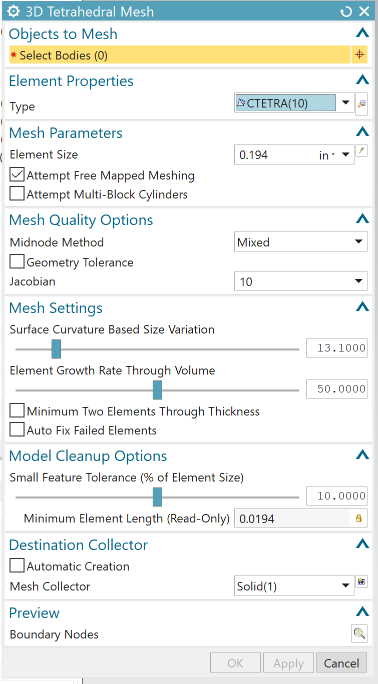 3D Tetrahedral Mesh
Objects to Mesh
* Select Bodies (0)
Element Properties
Type CTETRA(10)
Mesh Parameters
Element Size 0.194 in
Attempt Free Mapped Meshing
Attempt Multi-Block Cylinders
Mesh Quality Options
Midnode Method Mixed
Geometry Tolerance
Jacobian 10
Mesh Settings
Surface Curvature Based Size Variation
13.1000
Element Growth Rate Through Volume
50.0000
Minimum Two Elements Through Thickness
Auto Fix Failed Elements
Model Cleanup Options
Small Feature Tolerance (% of Element Size)
10.0000
Minimum Element Length (Read-Only) 0.0194
Destination Collector
Automatic Creation
Mesh Collector Solid(1)
Preview
Boundary Nodes
OK Apply Cancel